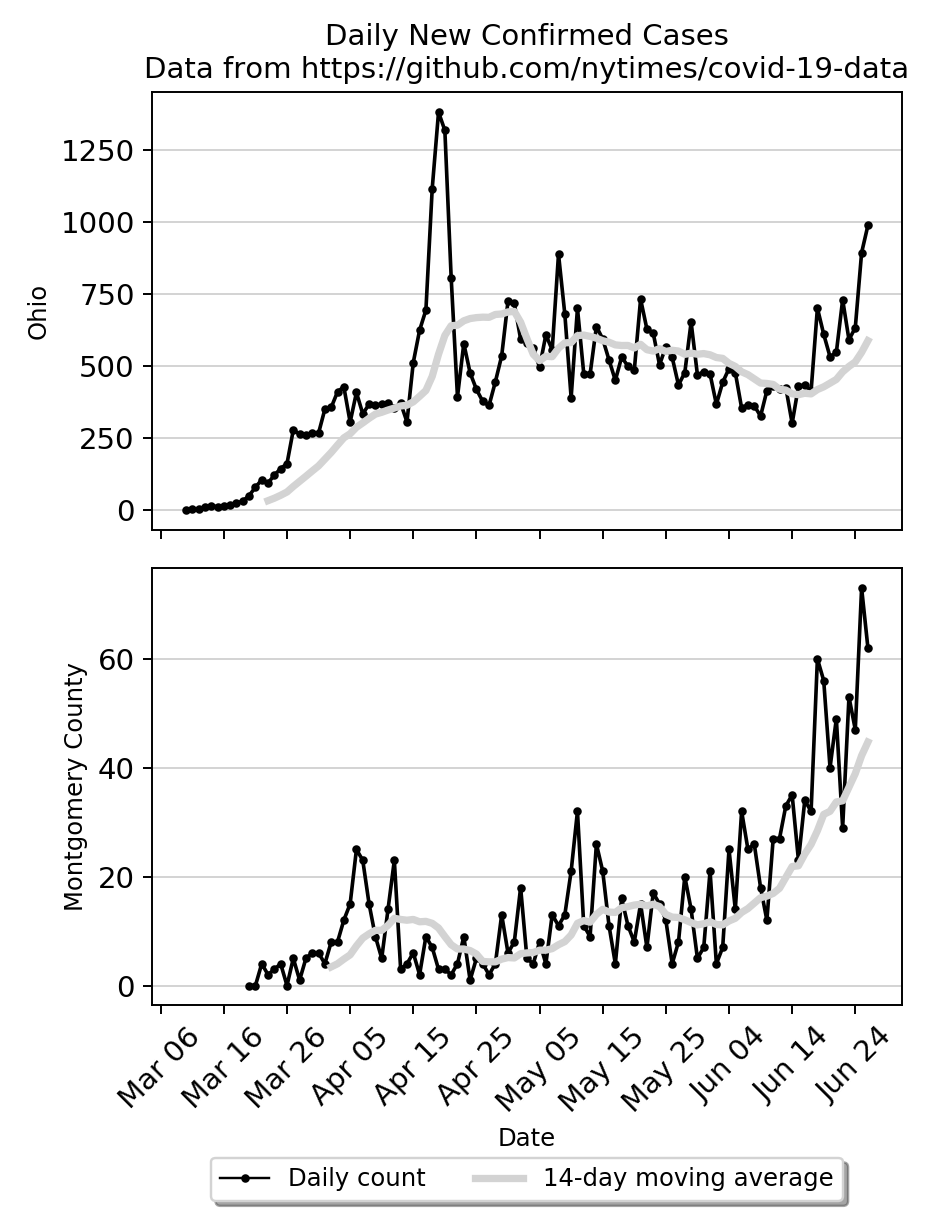 Daily New Confirmed Cases
Data from https://github.com/nytimes/covid-19-data
1250
1000
750
500
250
0
Ohio
60
40
20
0
Montgomery County
Mar 06
Mar 16
Mar 26
Apr 05
Apr 15
Apr 25
May 05
May 15
May 25
Jun 04
Jun 14
Jun 24
Date
Daily count
14-day moving average